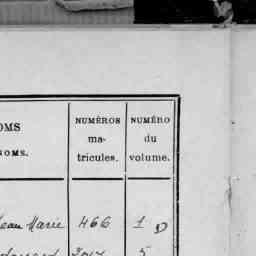 OMS NUMÉROS NUMÉRO
ma- du
NOMS. tricules. volume.
Jean Marie 466 1
5